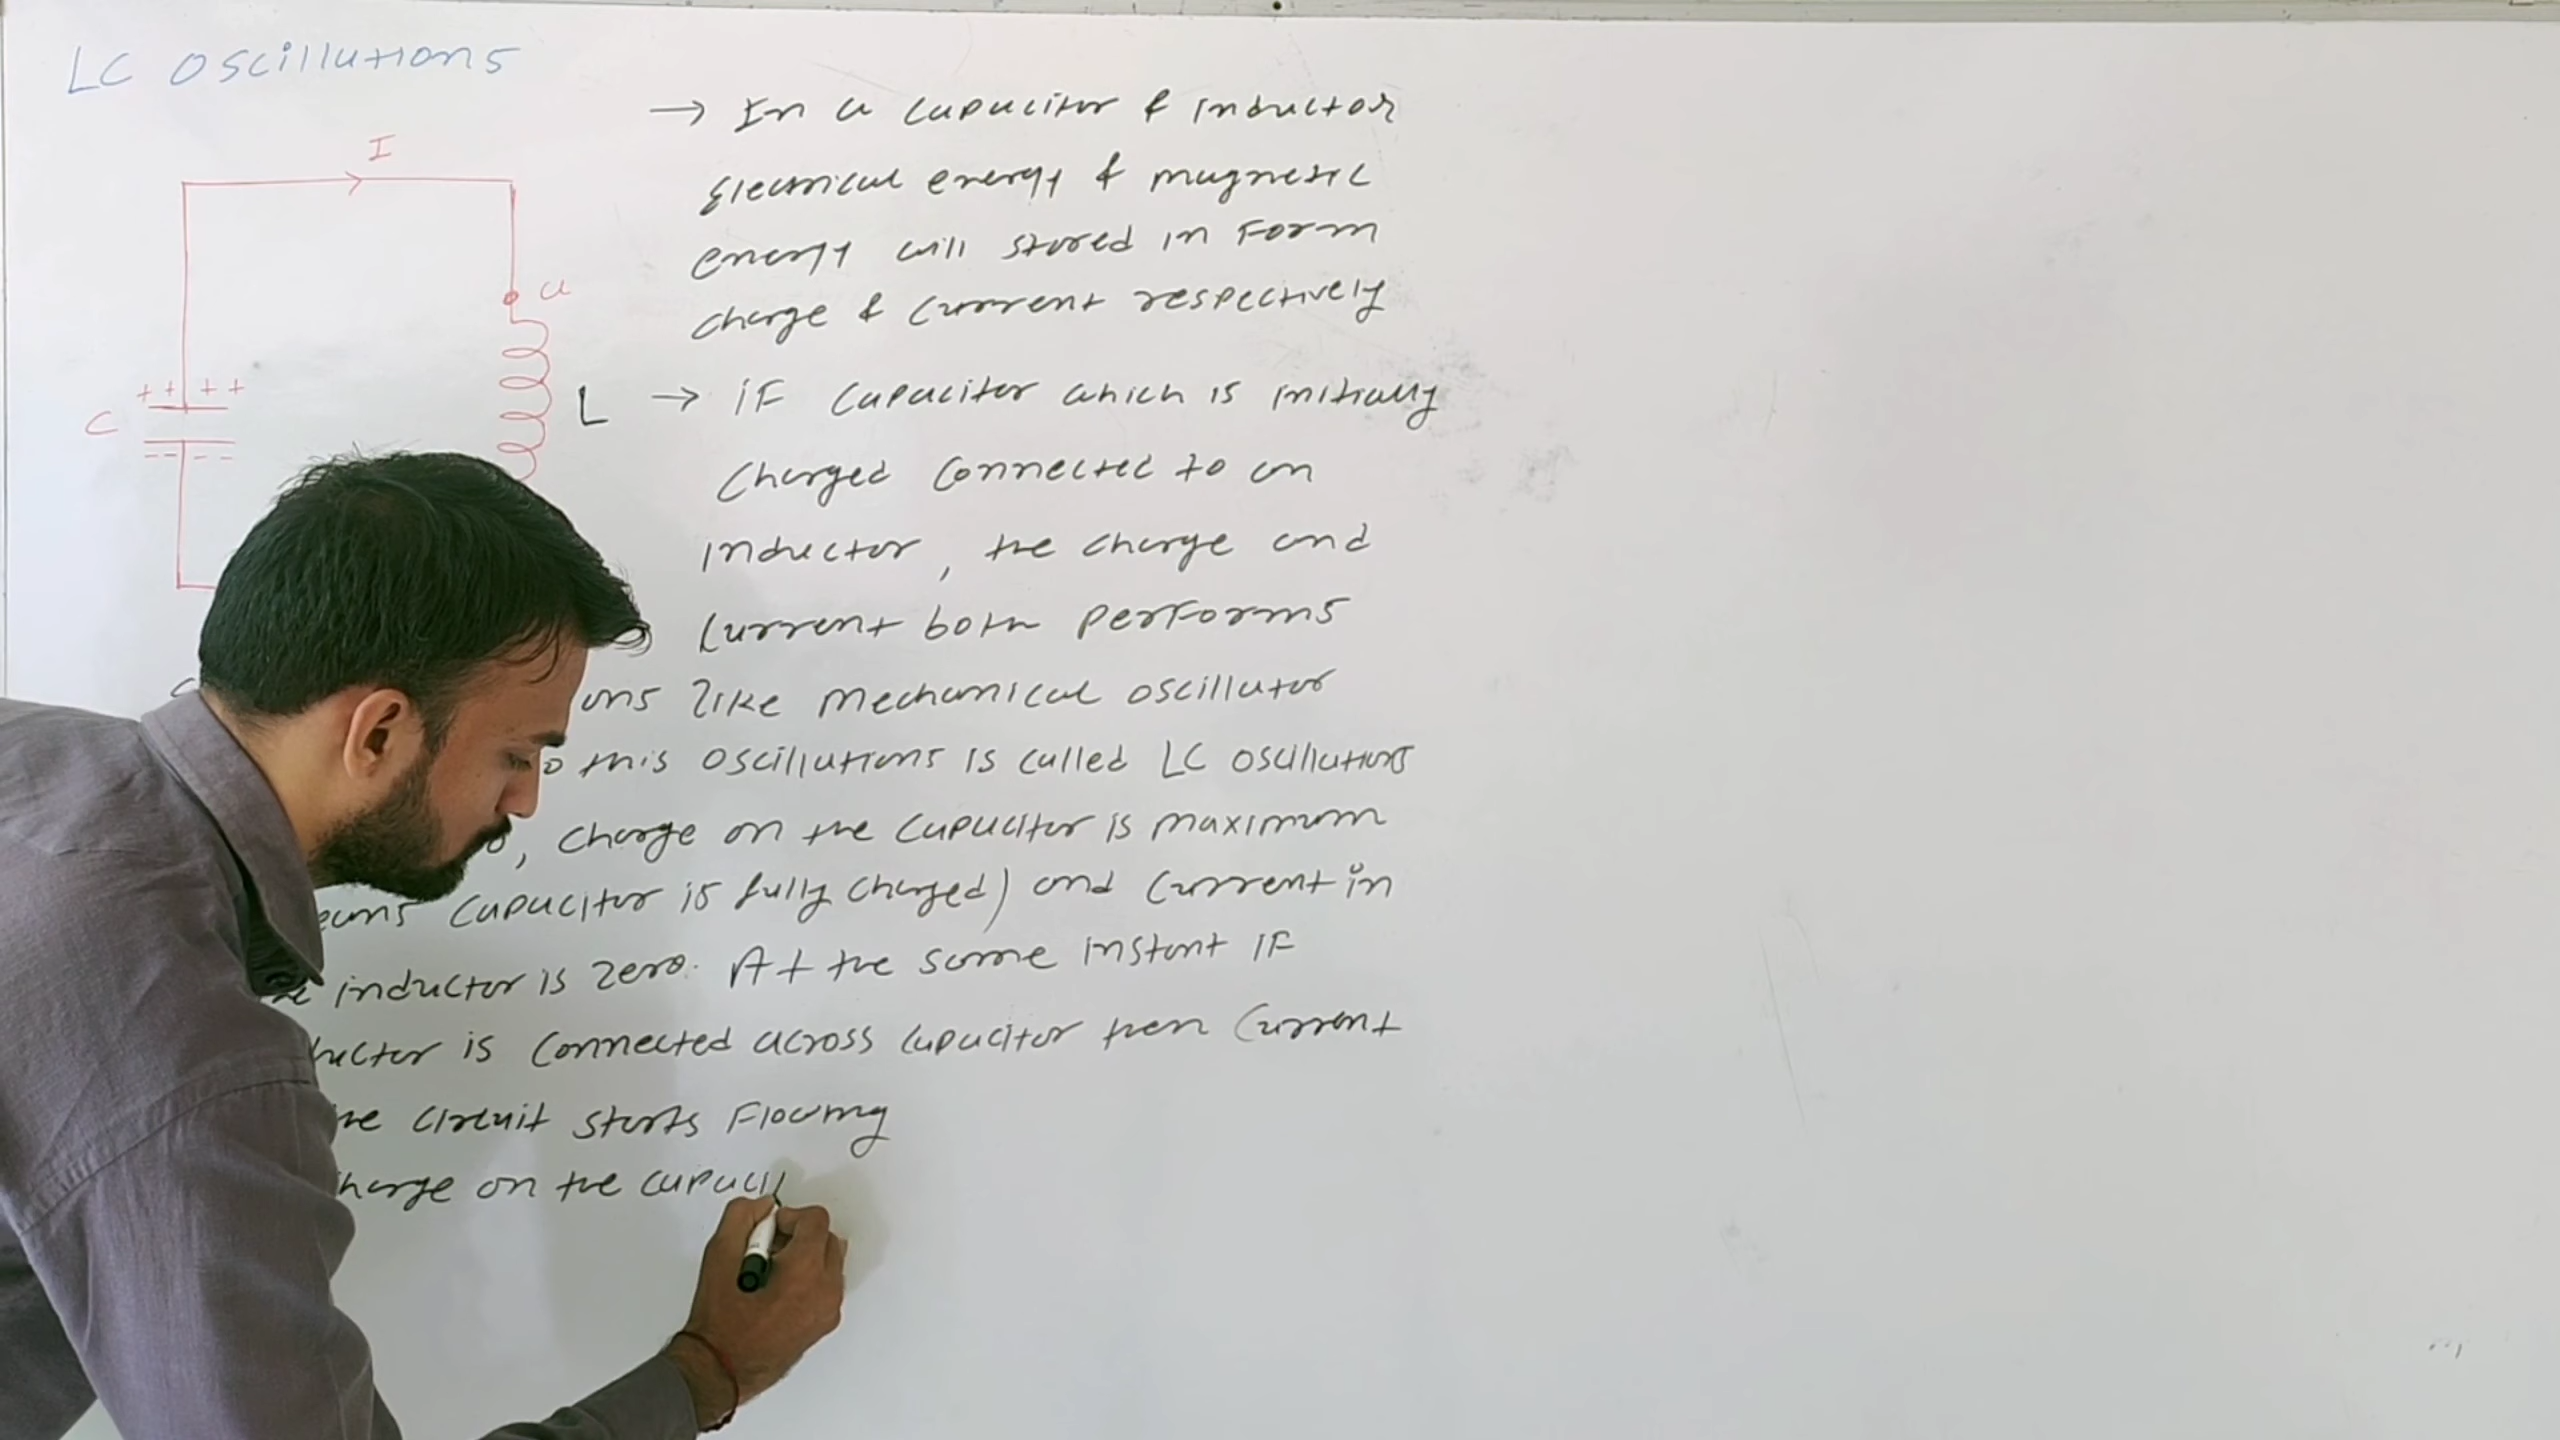 LC Oscillations
I
a
+ + + +
C
- - - -
L
→ In a capacitor & inductor
Electrical energy & magnetic
energy will stored in form
charge & current respectively
→ if capacitor which is initially
charged connected to an
inductor, the charge and
current both performs
like mechanical oscillator
this oscillations is called LC oscillations
, charge on the capacitor is maximum
capacitor is fully charged) and current in
inductor is zero. At the same instant if
is connected across capacitor then current
circuit starts flowing
on the